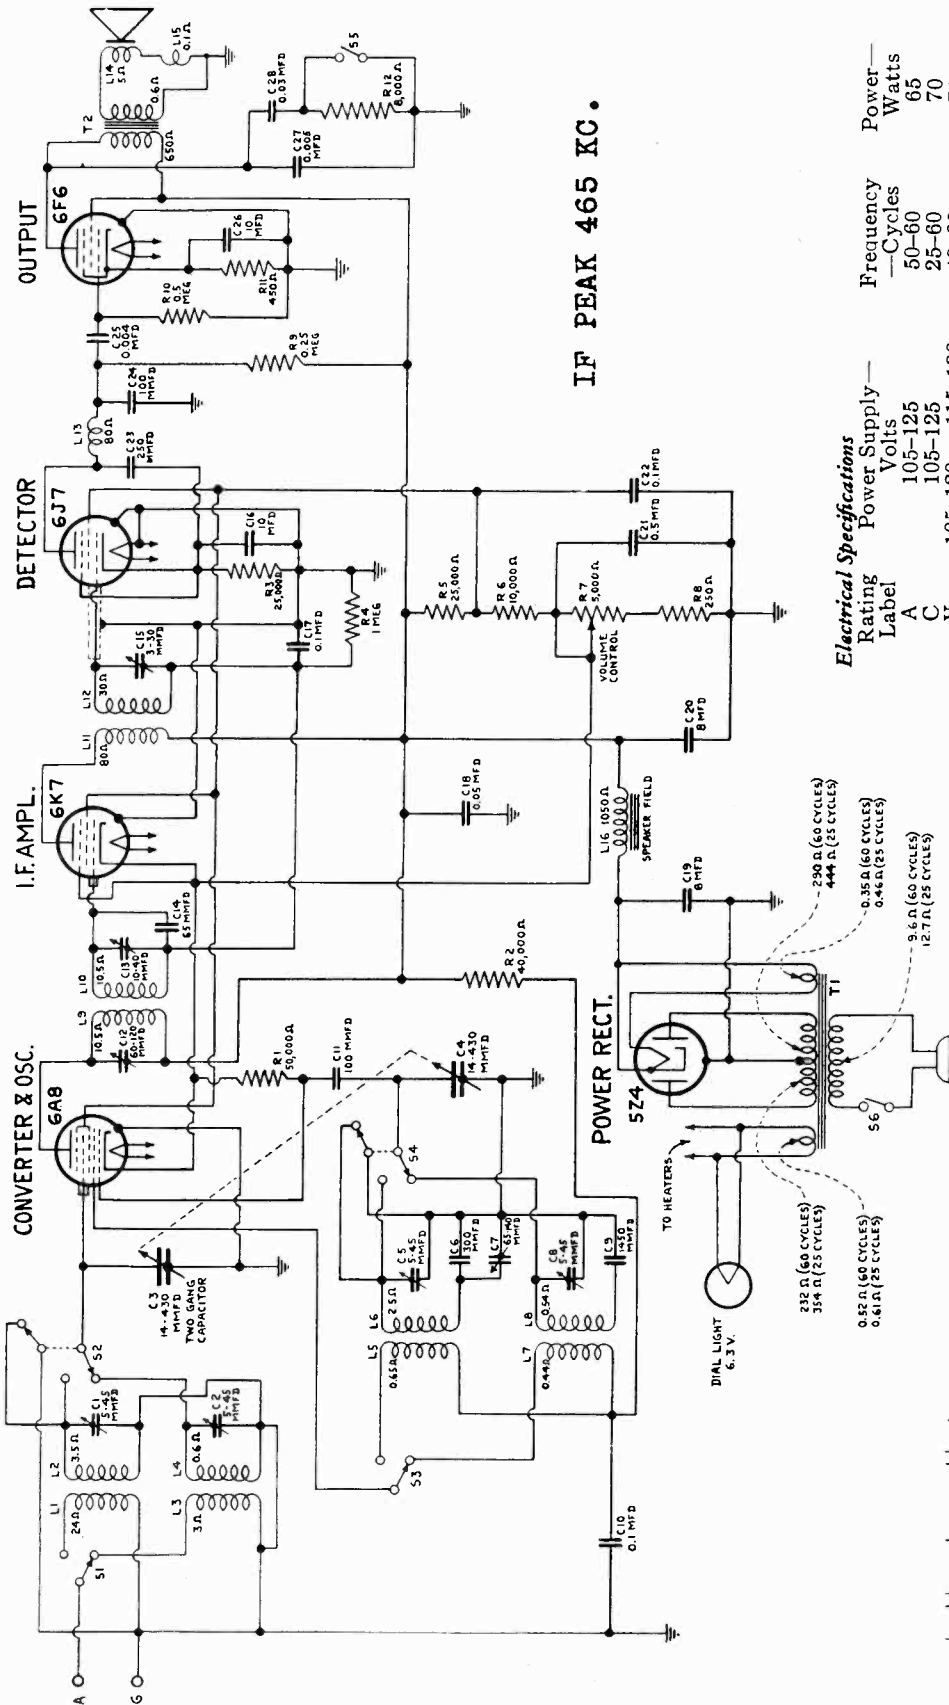 CONVERTER & OSC.
6A8
I.F. AMPL.
6K7
DETECTOR
6J7
OUTPUT
6F6
A
G
S1
L1
24Ω
L2
3.5Ω
C1
5-45
MMFD
L3
3Ω
L4
0.6Ω
C2
5-45
MMFD
S2
C3
14-430
MMFD
TWO GANG
CAPACITOR
L9
10.5Ω
C12
60-120
MMFD
L10
10.5Ω
C13
10-40
MMFD
C14
65 MMFD
L11
80Ω
L12
30Ω
C15
3-30
MMFD
R3
25,000Ω
C16
10
MFD
C17
0.1 MFD
R4
1 MEG
L13
80Ω
C23
250
MMFD
C24
100
MMFD
C25
0.004
MFD
R9
0.25
MEG
R10
0.5
MEG
R11
450Ω
C26
10
MFD
T2
650Ω
0.6Ω
L14
5Ω
L15
0.1Ω
C27
0.005
MFD
C28
0.03 MFD
R12
8,000Ω
S5
R1
50,000Ω
C11
100 MMFD
C4
14-430
MMFD
S4
R2
40,000Ω
C18
0.05 MFD
L5
0.65Ω
L6
2.5Ω
C5
5-45
MMFD
C6
300
MMFD
C7
65-140
MMFD
L7
0.44Ω
L8
0.54Ω
C8
5-45
MMFD
C9
1450
MMFD
S3
C10
0.1 MFD
R5
25,000Ω
R6
10,000Ω
R7
5,000Ω
VOLUME
CONTROL
R8
250Ω
C21
0.5 MFD
C22
0.1 MFD
C20
8 MFD
L16 1050Ω
SPEAKER FIELD
C19
8 MFD
POWER RECT.
5Z4
TO HEATERS
DIAL LIGHT
6.3 V.
T1
S6
232 Ω (60 CYCLES)
354 Ω (25 CYCLES)
0.52 Ω (60 CYCLES)
0.61 Ω (25 CYCLES)
290 Ω (60 CYCLES)
444 Ω (25 CYCLES)
0.35 Ω (60 CYCLES)
0.46 Ω (25 CYCLES)
9.6 Ω (60 CYCLES)
12.7 Ω (25 CYCLES)
IF PEAK 465 KC.
Electrical Specifications
Rating Power Supply— Frequency Power—
Label Volts —Cycles Watts
A 105-125 50-60 65
C 105-125 25-60 70